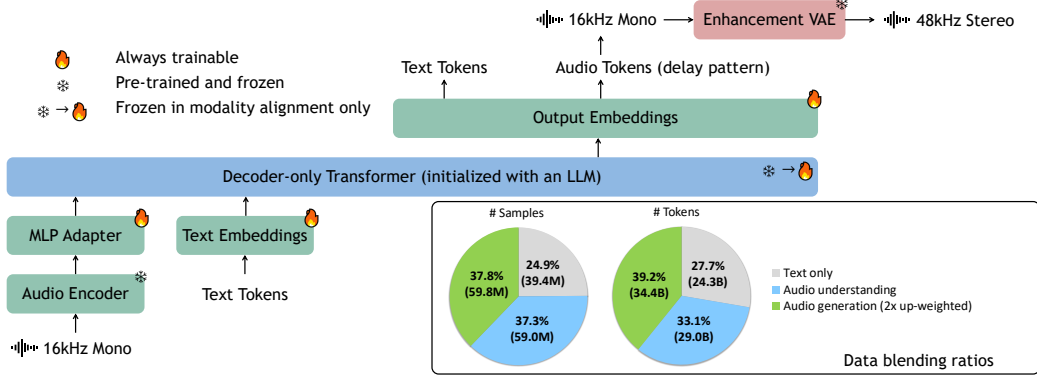 16kHz Mono
Enhancement VAE
48kHz Stereo
Always trainable
Pre-trained and frozen
Frozen in modality alignment only
Text Tokens
Audio Tokens (delay pattern)
Output Embeddings
Decoder-only Transformer (initialized with an LLM)
MLP Adapter
Text Embeddings
Audio Encoder
Text Tokens
16kHz Mono
# Samples
# Tokens
37.8%
(59.8M)
24.9%
(39.4M)
37.3%
(59.0M)
39.2%
(34.4B)
27.7%
(24.3B)
33.1%
(29.0B)
Text only
Audio understanding
Audio generation (2x up-weighted)
Data blending ratios